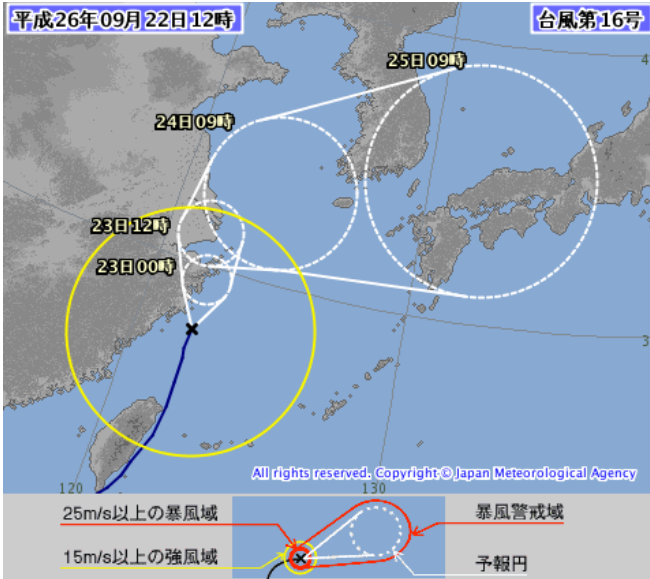 平成26年09月22日12時
台風第16号
25日09時
24日09時
23日12時
23日00時
4
3
All rights reserved. Copyright © Japan Meteorological Agency
120
130
25m/s以上の暴風域
暴風警戒域
15m/s以上の強風域
予報円